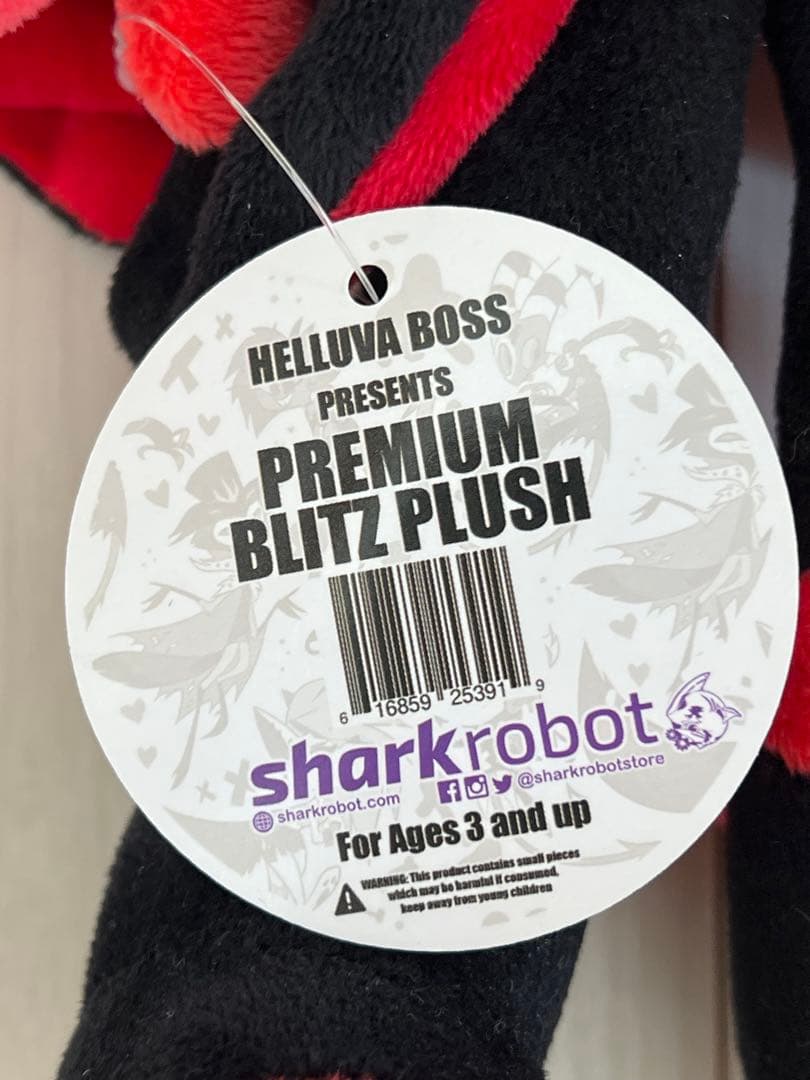 HELLUVA BOSS
PRESENTS
PREMIUM
BLITZ PLUSH
6 16859 25391 9
sharkrobot
sharkrobot.com @sharkrobotstore
For Ages 3 and up
WARNING: This product contains small pieces
which may be harmful if consumed,
keep away from young children